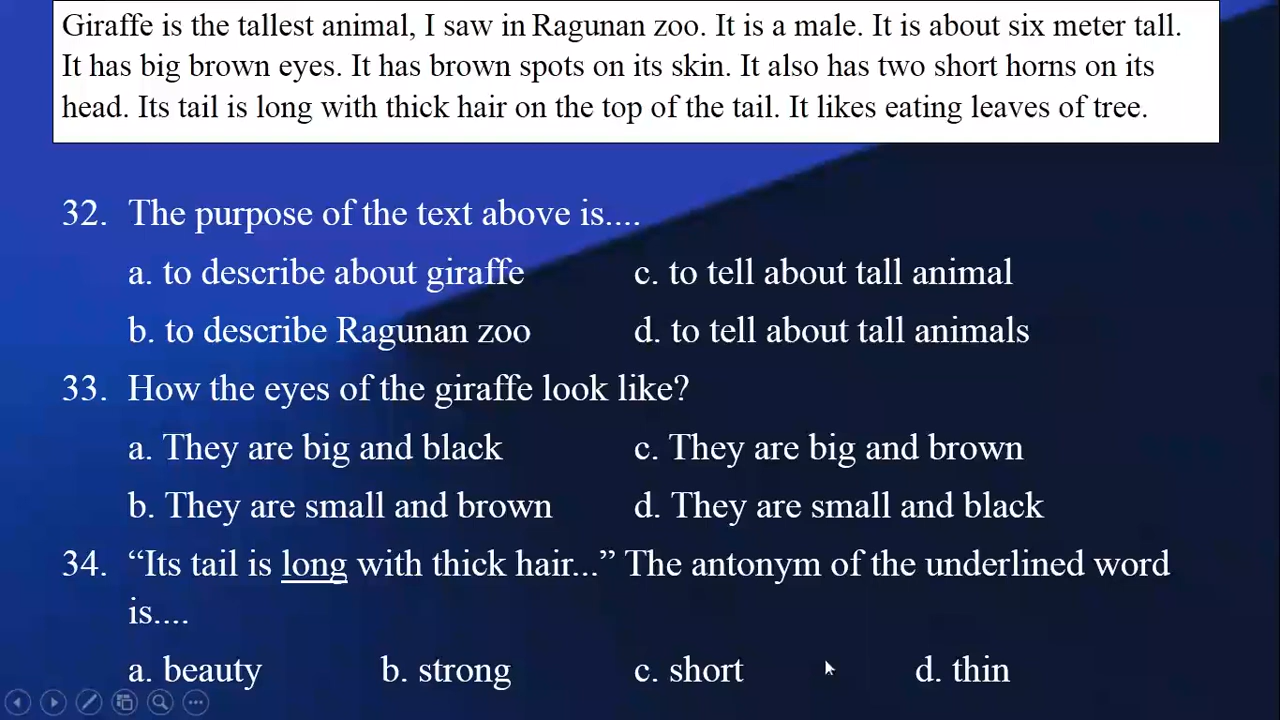 Giraffe is the tallest animal, I saw in Ragunan zoo. It is a male. It is about six meter tall.
It has big brown eyes. It has brown spots on its skin. It also has two short horns on its
head. Its tail is long with thick hair on the top of the tail. It likes eating leaves of tree.
32. The purpose of the text above is....
a. to describe about giraffe c. to tell about tall animal
b. to describe Ragunan zoo d. to tell about tall animals
33. How the eyes of the giraffe look like?
a. They are big and black c. They are big and brown
b. They are small and brown d. They are small and black
34. “Its tail is long with thick hair...” The antonym of the underlined word
is....
a. beauty b. strong c. short d. thin